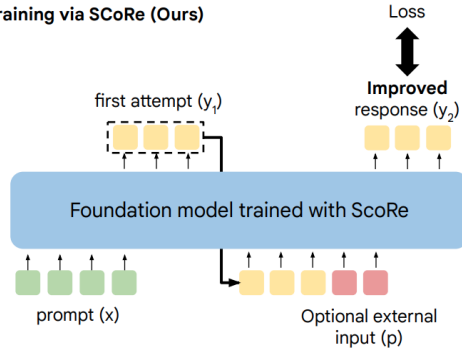 raining via SCoRe (Ours)
Loss
Improved
response (y2)
first attempt (y1)
Foundation model trained with ScoRe
prompt (x)
Optional external
input (p)